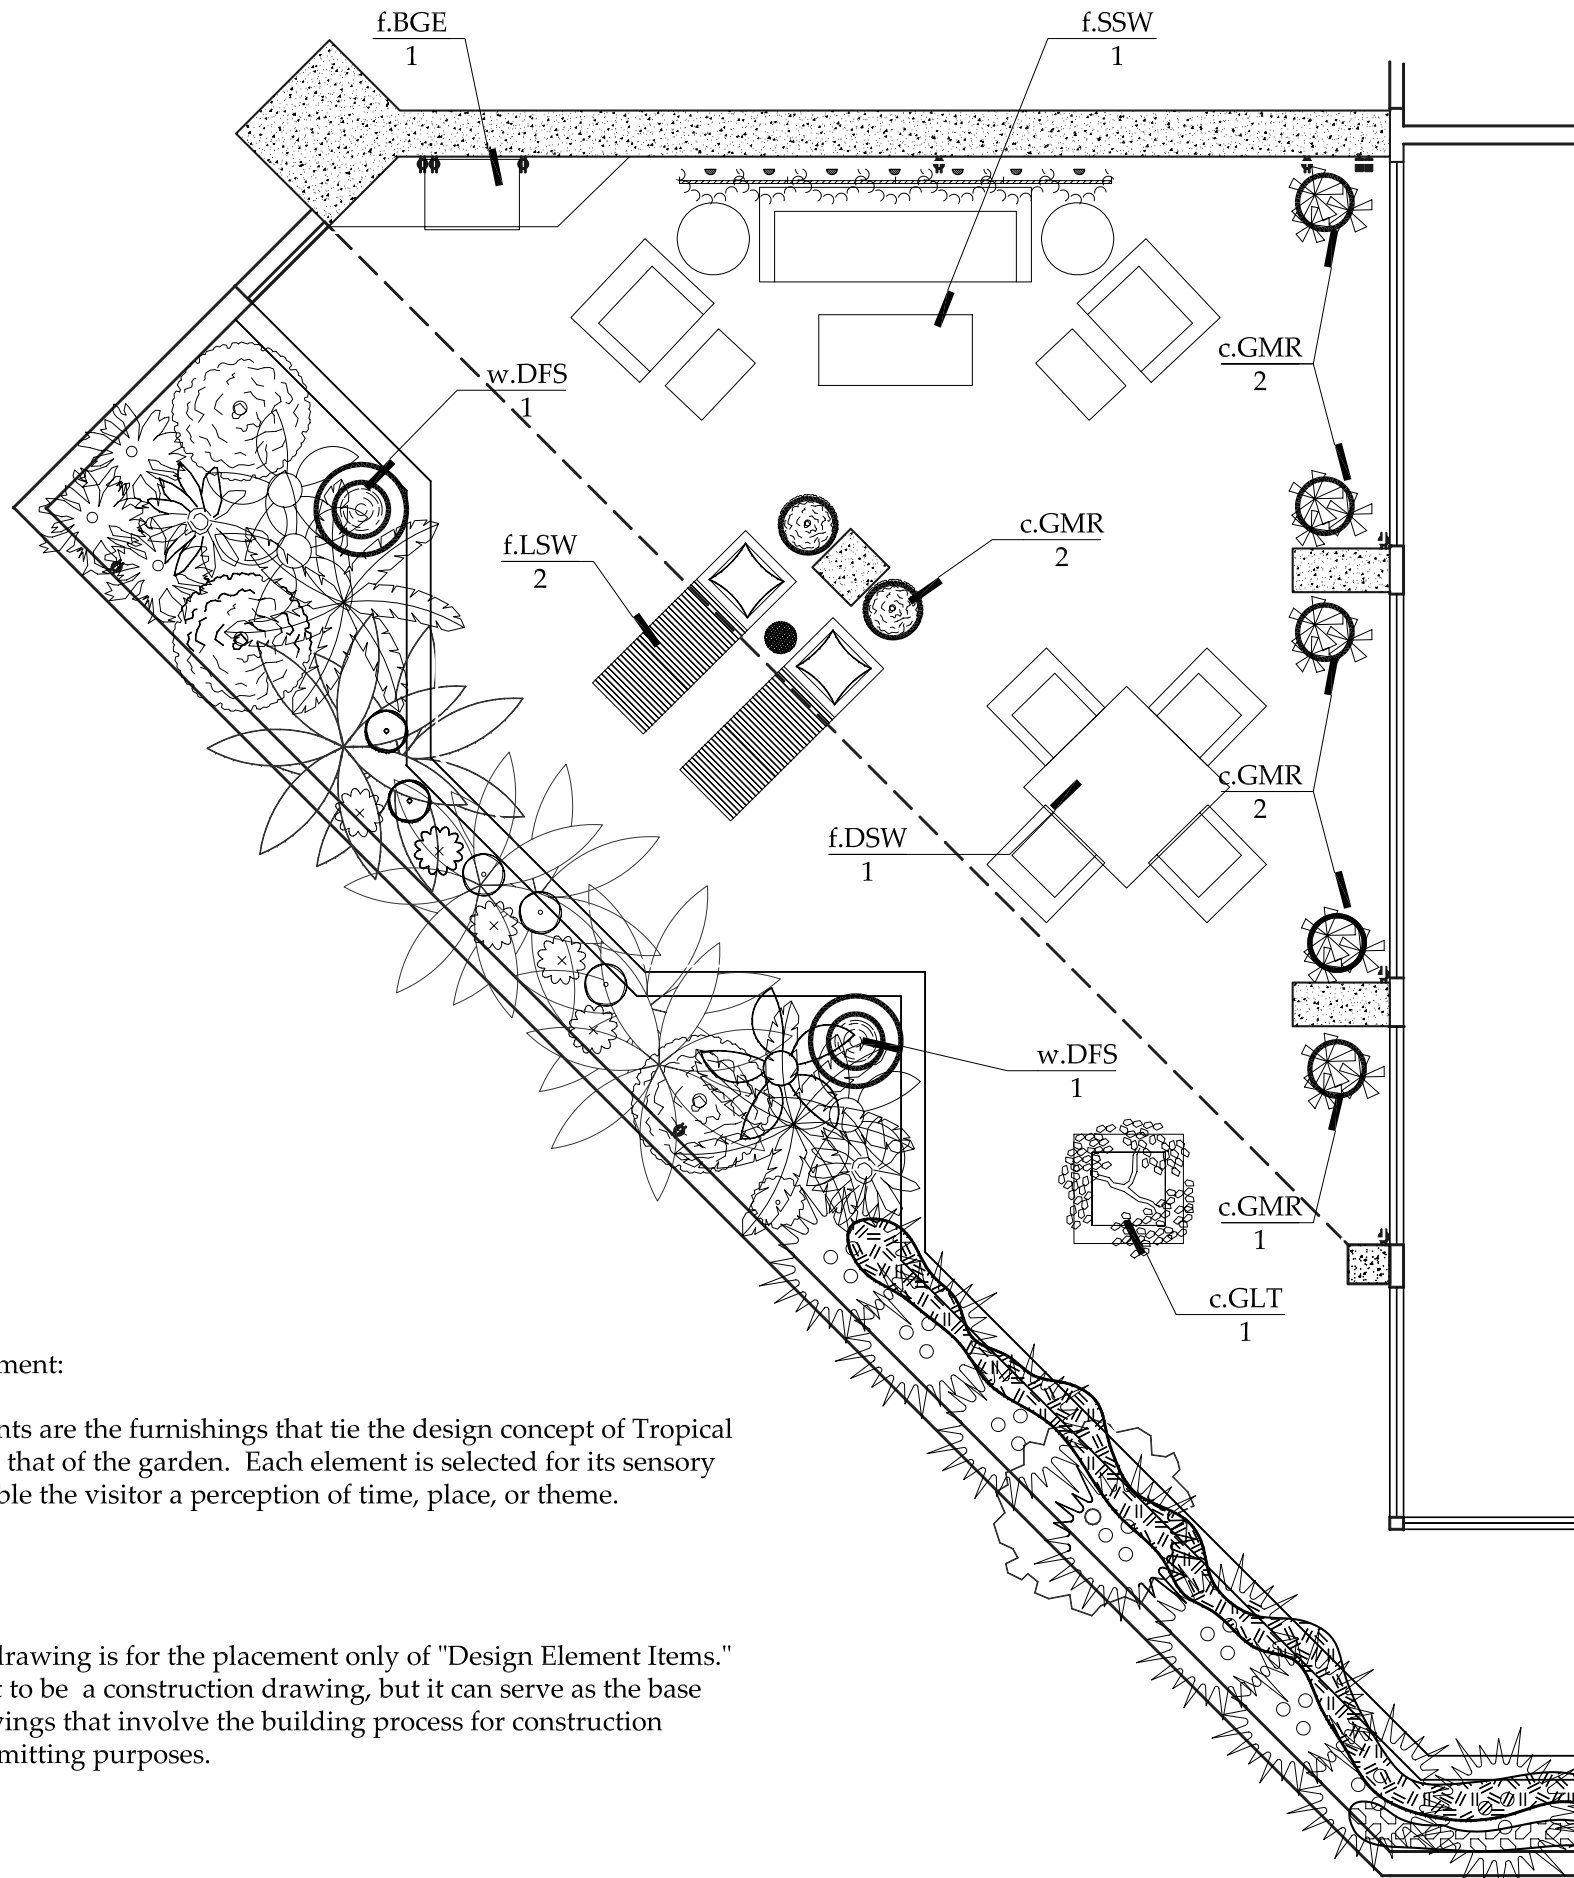 f.BGE
1
f.SSW
1
c.GMR
2
w.DFS
1
c.GMR
2
f.LSW
2
c.GMR
2
f.DSW
1
w.DFS
1
c.GMR
1
c.GLT
1
ment:
nts are the furnishings that tie the design concept of Tropical
that of the garden.  Each element is selected for its sensory
ble the visitor a perception of time, place, or theme.
drawing is for the placement only of "Design Element Items."
t to be  a construction drawing, but it can serve as the base
wings that involve the building process for construction
mitting purposes.